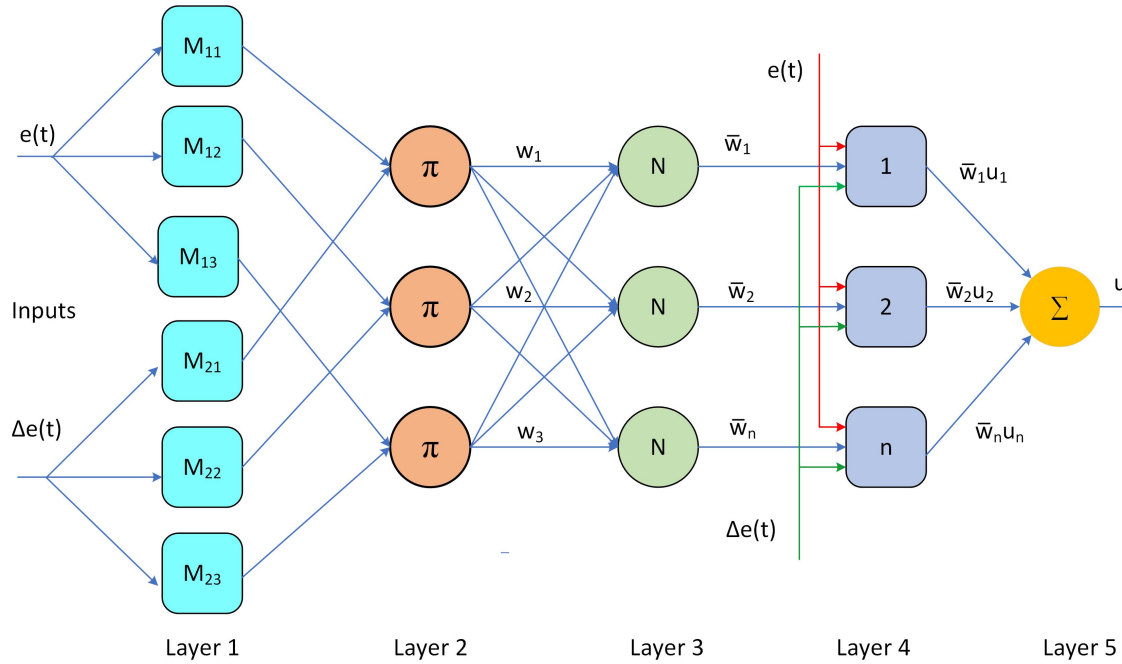 M₁₁
e(t)
M₁₂
M₁₃
Inputs
M₂₁
Δe(t)
M₂₂
M₂₃
π
π
π
w₁
w₂
w₃
N
N
N
w̅₁
w̅₂
w̅ₙ
e(t)
Δe(t)
1
2
n
w̅₁u₁
w̅₂u₂
w̅ₙuₙ
Σ
u
Layer 1 Layer 2 Layer 3 Layer 4 Layer 5